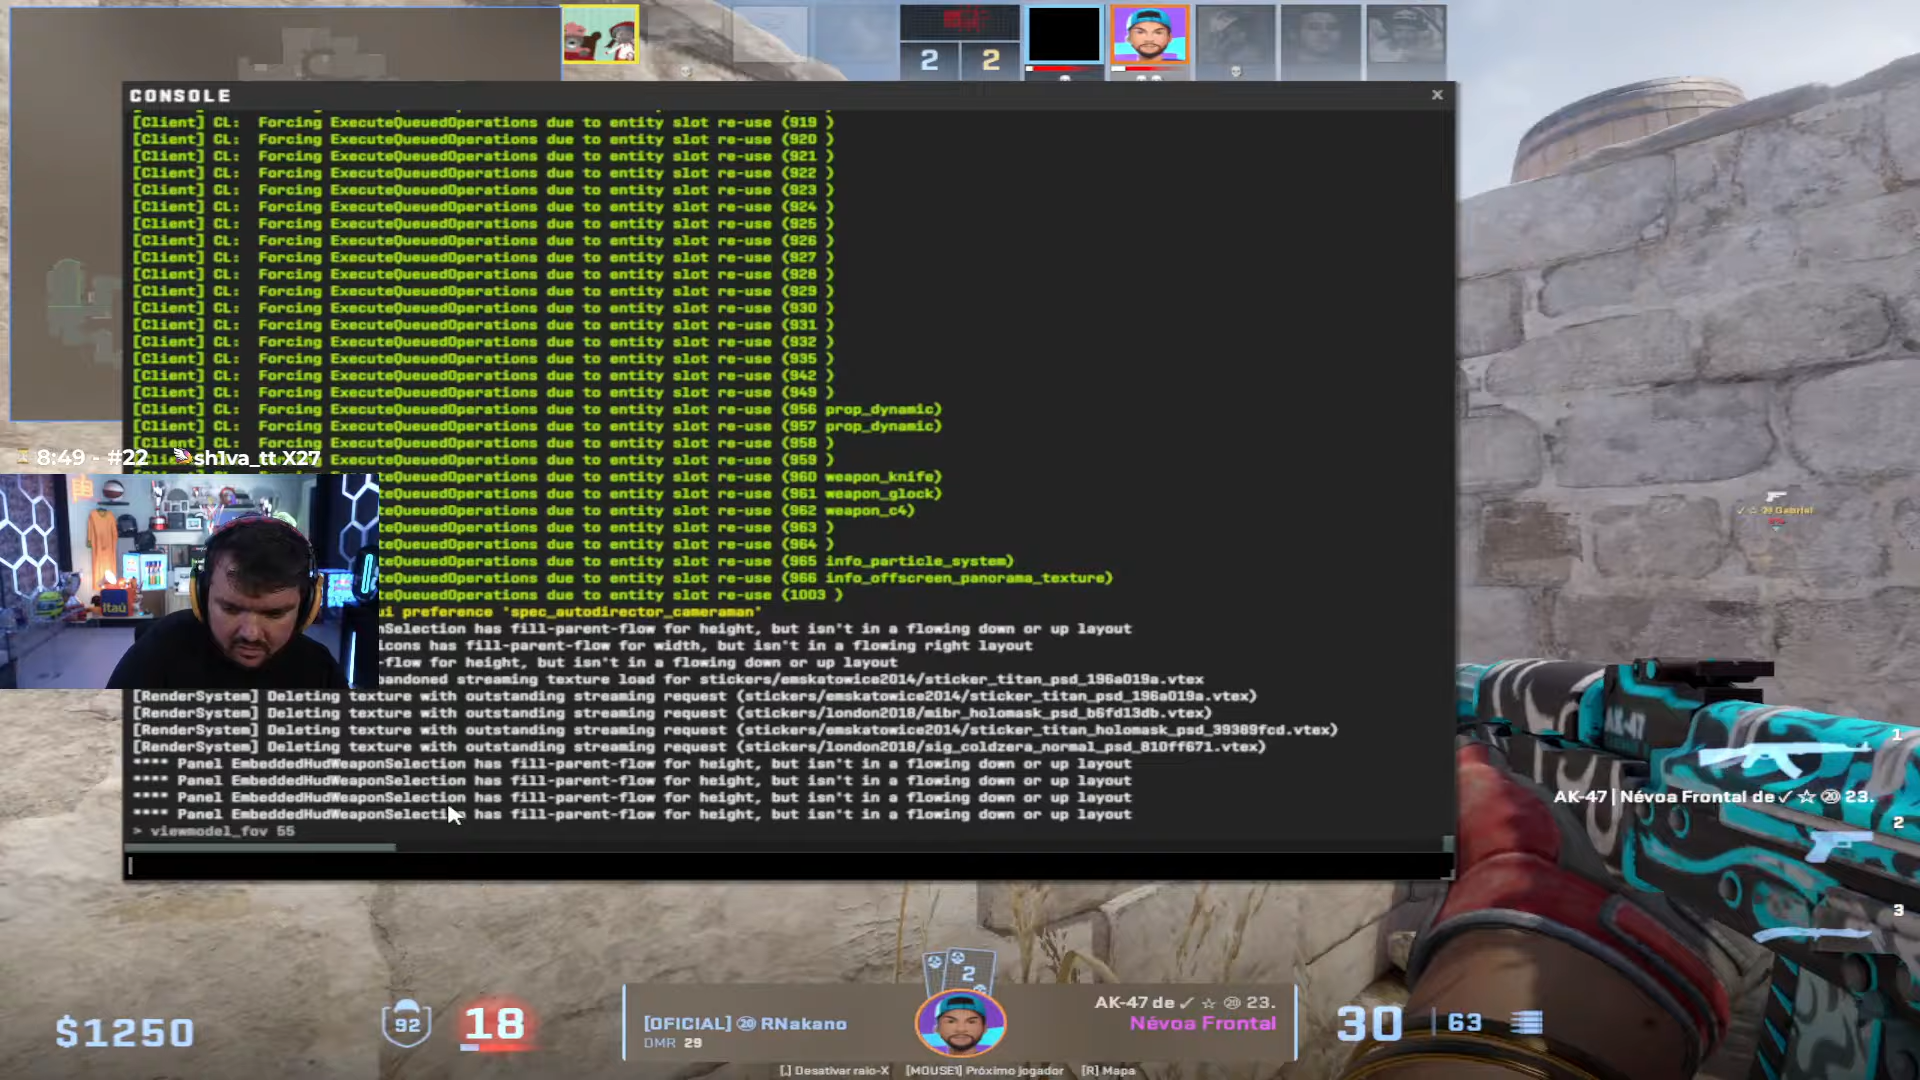 2 2
CONSOLE
[Client] CL: Forcing ExecuteQueuedOperations due to entity slot re-use (919 )
[Client] CL: Forcing ExecuteQueuedOperations due to entity slot re-use (920 )
[Client] CL: Forcing ExecuteQueuedOperations due to entity slot re-use (921 )
[Client] CL: Forcing ExecuteQueuedOperations due to entity slot re-use (922 )
[Client] CL: Forcing ExecuteQueuedOperations due to entity slot re-use (923 )
[Client] CL: Forcing ExecuteQueuedOperations due to entity slot re-use (924 )
[Client] CL: Forcing ExecuteQueuedOperations due to entity slot re-use (925 )
[Client] CL: Forcing ExecuteQueuedOperations due to entity slot re-use (926 )
[Client] CL: Forcing ExecuteQueuedOperations due to entity slot re-use (927 )
[Client] CL: Forcing ExecuteQueuedOperations due to entity slot re-use (928 )
[Client] CL: Forcing ExecuteQueuedOperations due to entity slot re-use (929 )
[Client] CL: Forcing ExecuteQueuedOperations due to entity slot re-use (930 )
[Client] CL: Forcing ExecuteQueuedOperations due to entity slot re-use (931 )
[Client] CL: Forcing ExecuteQueuedOperations due to entity slot re-use (932 )
[Client] CL: Forcing ExecuteQueuedOperations due to entity slot re-use (935 )
[Client] CL: Forcing ExecuteQueuedOperations due to entity slot re-use (942 )
[Client] CL: Forcing ExecuteQueuedOperations due to entity slot re-use (949 )
[Client] CL: Forcing ExecuteQueuedOperations due to entity slot re-use (956 prop_dynamic)
[Client] CL: Forcing ExecuteQueuedOperations due to entity slot re-use (957 prop_dynamic)
[Client] CL: Forcing ExecuteQueuedOperations due to entity slot re-use (958 )
ExecuteQueuedOperations due to entity slot re-use (959 )
8:49 - #22 sh1va_tt X27
teQueuedOperations due to entity slot re-use (960 weapon_knife)
teQueuedOperations due to entity slot re-use (961 weapon_glock)
teQueuedOperations due to entity slot re-use (962 weapon_c4)
teQueuedOperations due to entity slot re-use (963 )
teQueuedOperations due to entity slot re-use (964 )
teQueuedOperations due to entity slot re-use (965 info_particle_system)
teQueuedOperations due to entity slot re-use (966 info_offscreen_panorama_texture)
teQueuedOperations due to entity slot re-use (1003 )
ui preference 'spec_autodirector_cameraman'
nSelection has fill-parent-flow for height, but isn't in a flowing down or up layout
icons has fill-parent-flow for width, but isn't in a flowing right layout
-flow for height, but isn't in a flowing down or up layout
andoned streaming texture load for stickers/emskatowice2014/sticker_titan_psd_196a019a.vtex
[RenderSystem] Deleting texture with outstanding streaming request (stickers/emskatowice2014/sticker_titan_psd_196a019a.vtex)
[RenderSystem] Deleting texture with outstanding streaming request (stickers/london2018/mibr_holomask_psd_b6fd13db.vtex)
[RenderSystem] Deleting texture with outstanding streaming request (stickers/emskatowice2014/sticker_titan_holomask_psd_39389fcd.vtex)
[RenderSystem] Deleting texture with outstanding streaming request (stickers/london2018/sig_coldzera_normal_psd_810ff671.vtex)
**** Panel EmbeddedHudWeaponSelection has fill-parent-flow for height, but isn't in a flowing down or up layout
**** Panel EmbeddedHudWeaponSelection has fill-parent-flow for height, but isn't in a flowing down or up layout
**** Panel EmbeddedHudWeaponSelection has fill-parent-flow for height, but isn't in a flowing down or up layout
**** Panel EmbeddedHudWeaponSelection has fill-parent-flow for height, but isn't in a flowing down or up layout
> viewmodel_fov 55
Itaú
Gabriel
AK-47
1
AK-47 | Névoa Frontal de ✓ ☆ ⑳ 23.
2
3
$1250
92
18
[OFICIAL] ⑳ RNakano
DMR 29
2
AK-47 de ✓ ☆ ⑳ 23.
Névoa Frontal
30 | 63
[,] Desativar raio-X [MOUSE1] Próximo jogador [R] Mapa